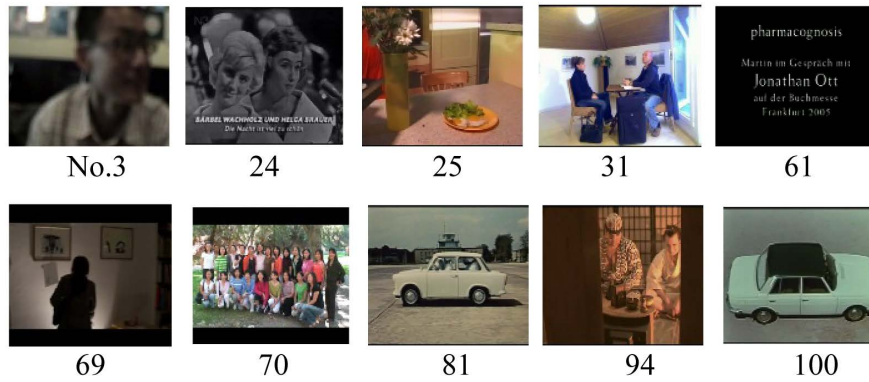 BÄRBEL WACHHOLZ UND HELGA BRAUER
Die Nacht ist viel zu schön
pharmacognosis
Martin im Gespräch mit
Jonathan Ott
auf der Buchmesse
Frankfurt 2005
No.3
24
25
31
61
69
70
81
94
100